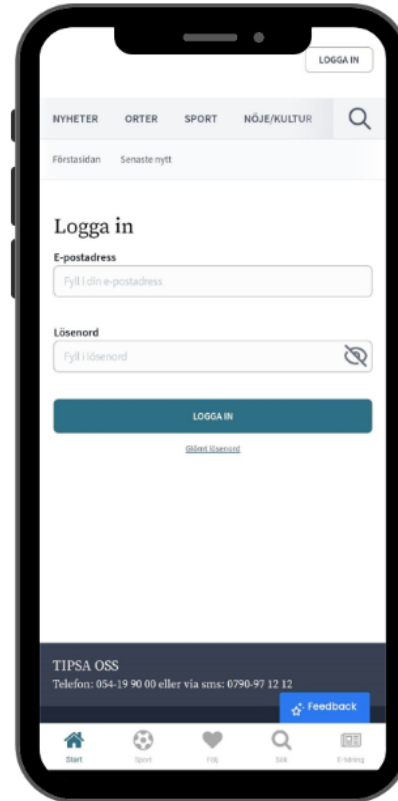 LOGGA IN
NYHETER ORTER SPORT NÖJE/KULTUR
Förstasidan Senaste nytt
Logga in
E-postadress
Fyll i din e-postadress
Lösenord
Fyll i lösenord
LOGGA IN
Glömt lösenord
TIPSA OSS
Telefon: 054-19 90 00 eller via sms: 0790-97 12 12
Feedback
Start Sport Följ Sök E-tidning